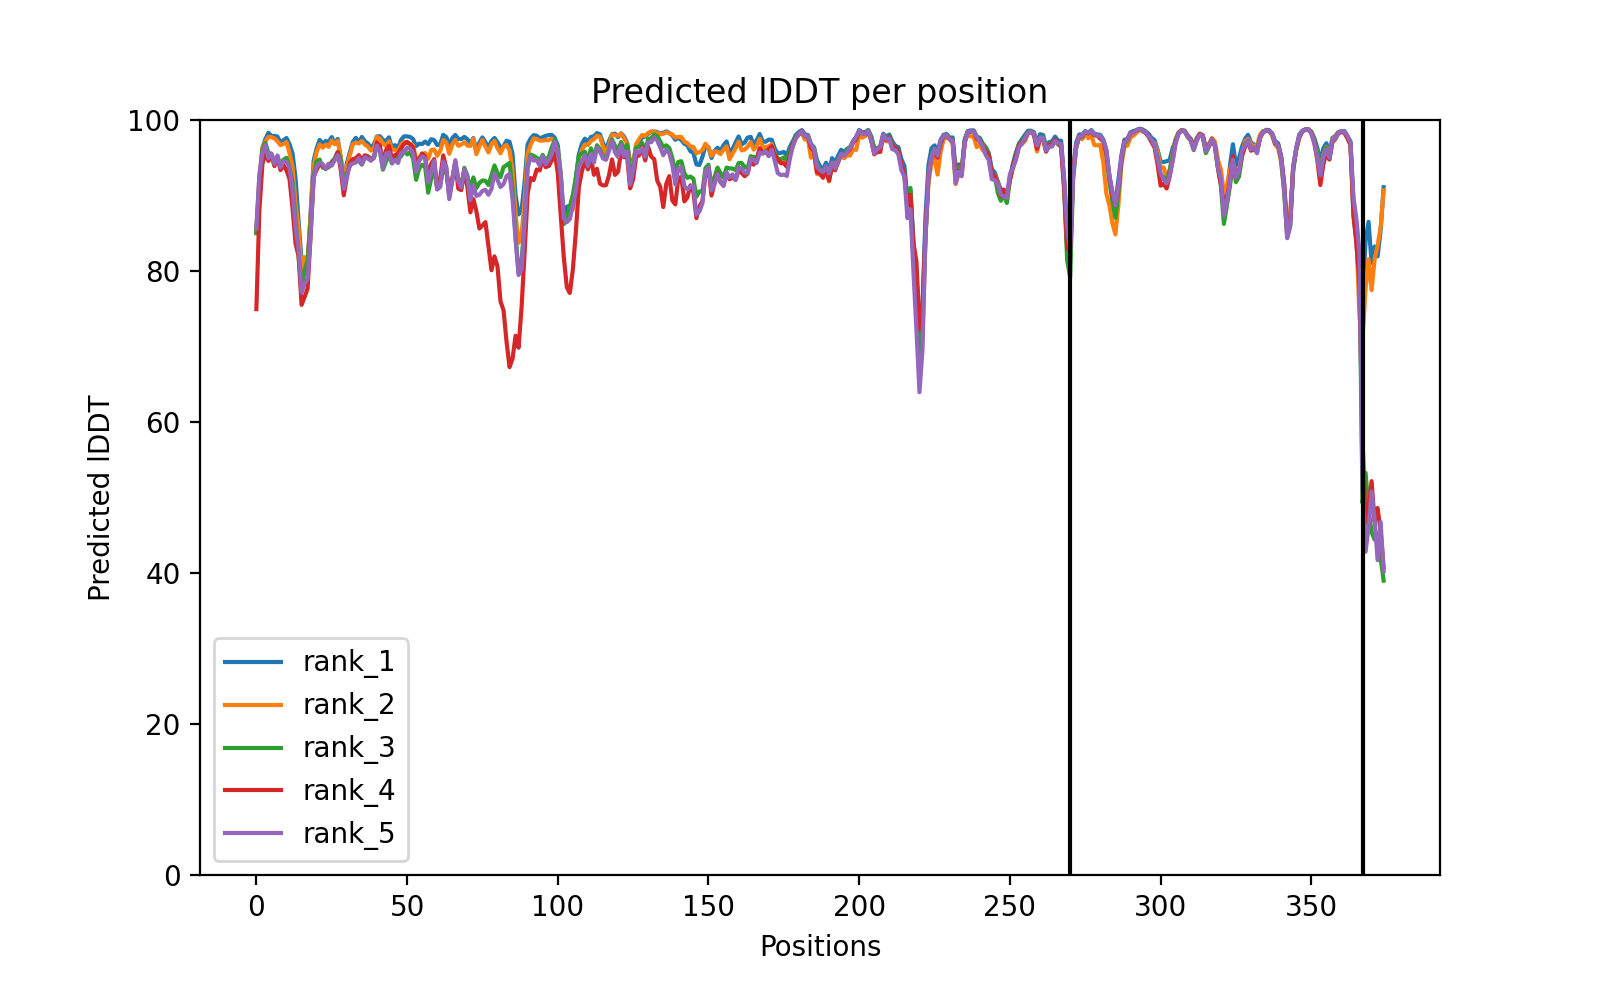 Predicted lDDT per position
Predicted lDDT
100
80
60
40
20
0
rank_1
rank_2
rank_3
rank_4
rank_5
0 50 100 150 200 250 300 350
Positions